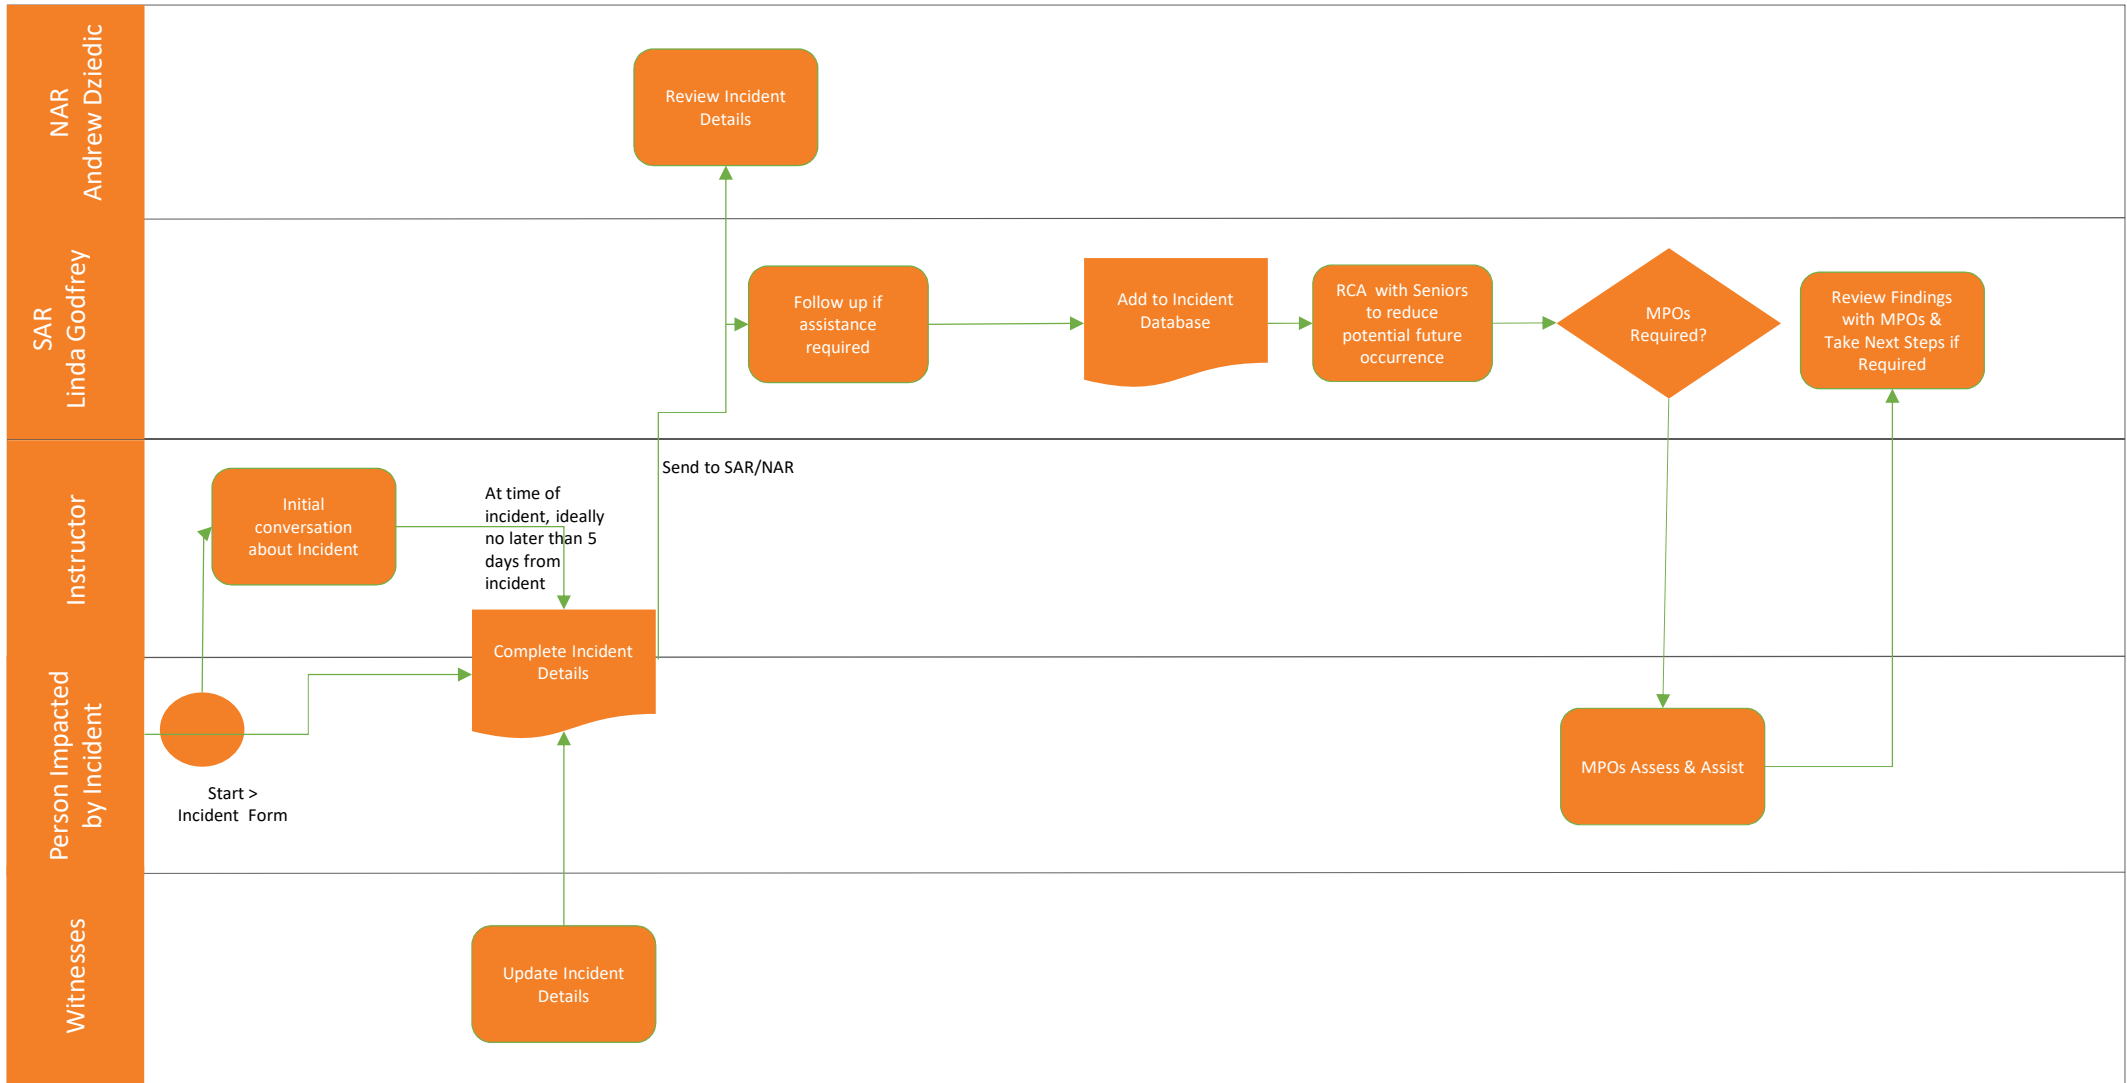 NAR
Andrew Dziedic
Review Incident
Details
SAR
Linda Godfrey
Follow up if
assistance
required
Add to Incident
Database
RCA  with Seniors
to reduce
potential future
occurrence
MPOs
Required?
Review Findings
with MPOs &
Take Next Steps if
Required
Instructor
Initial
conversation
about Incident
At time of
incident, ideally
no later than 5
days from
incident
Send to SAR/NAR
Complete Incident
Details
Person Impacted
by Incident
Start >
Incident  Form
MPOs Assess & Assist
Witnesses
Update Incident
Details